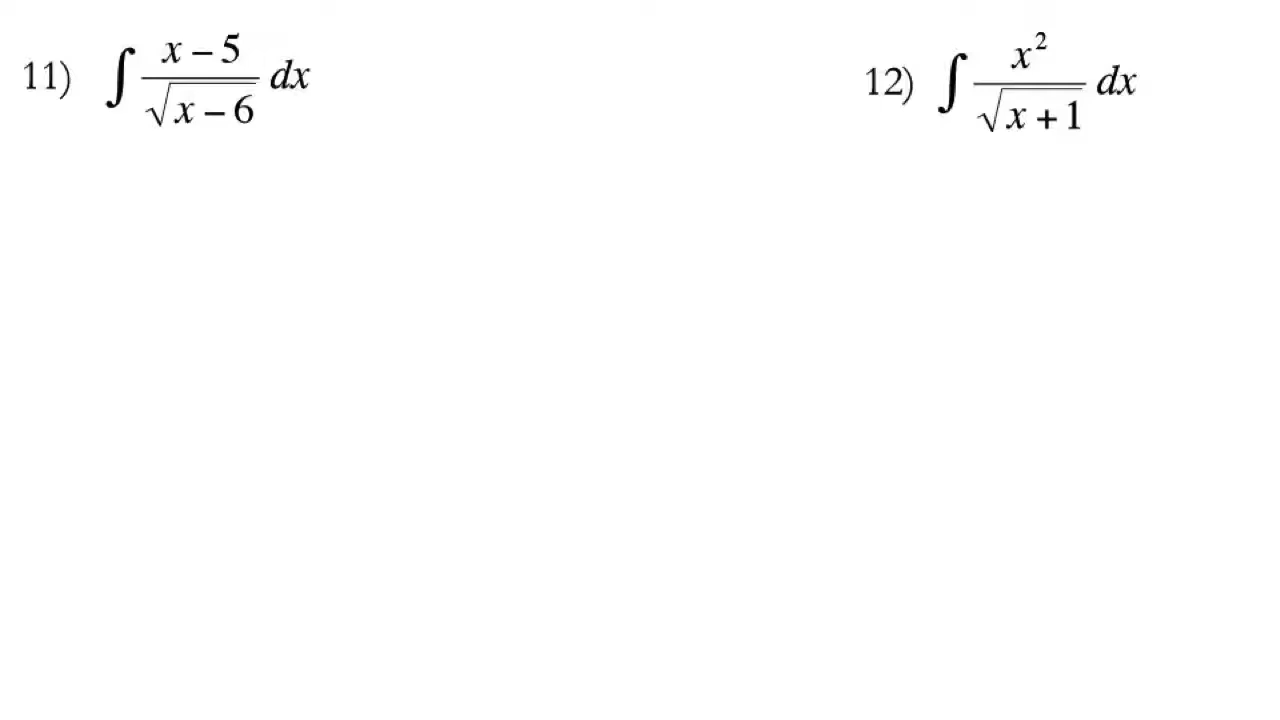 11) ∫ (x − 5)/√(x − 6) dx
12) ∫ x²/√(x + 1) dx